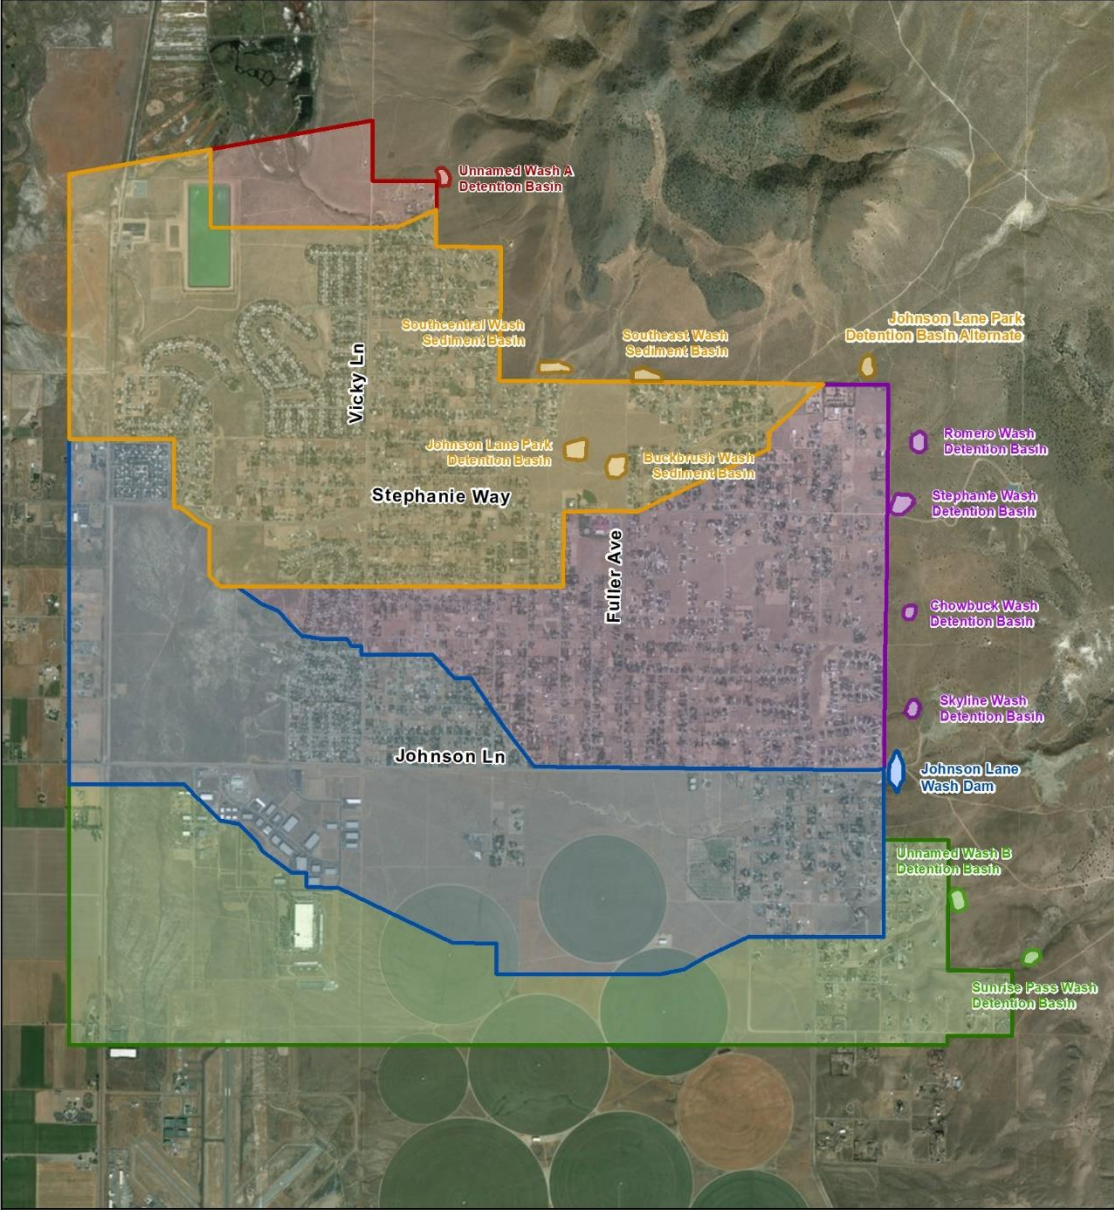 Unnamed Wash A
Detention Basin
Southcentral Wash
Sediment Basin
Southeast Wash
Sediment Basin
Johnson Lane Park
Detention Basin Alternate
Vicky Ln
Johnson Lane Park
Detention Basin
Buckbrush Wash
Sediment Basin
Romero Wash
Detention Basin
Stephanie Way
Stephanie Wash
Detention Basin
Fuller Ave
Chowbuck Wash
Detention Basin
Skyline Wash
Detention Basin
Johnson Ln
Johnson Lane
Wash Dam
Unnamed Wash B
Detention Basin
Sunrise Pass Wash
Detention Basin